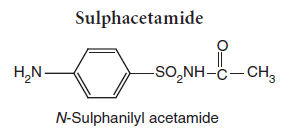 Sulphacetamide
O
H₂N SO₂NH-C-CH₃
N-Sulphanilyl acetamide